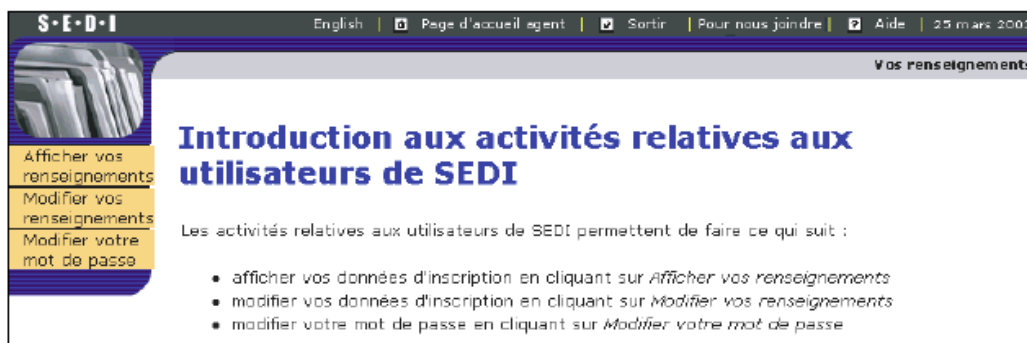 S•E•D•I English | Page d'accueil agent | Sortir | Pour nous joindre | ? Aide | 25 mars 2003
Vos renseignements
Introduction aux activités relatives aux
utilisateurs de SEDI
Afficher vos
renseignements
Modifier vos
renseignements
Modifier votre
mot de passe
Les activités relatives aux utilisateurs de SEDI permettent de faire ce qui suit :
• afficher vos données d'inscription en cliquant sur Afficher vos renseignements
• modifier vos données d'inscription en cliquant sur Modifier vos renseignements
• modifier votre mot de passe en cliquant sur Modifier votre mot de passe